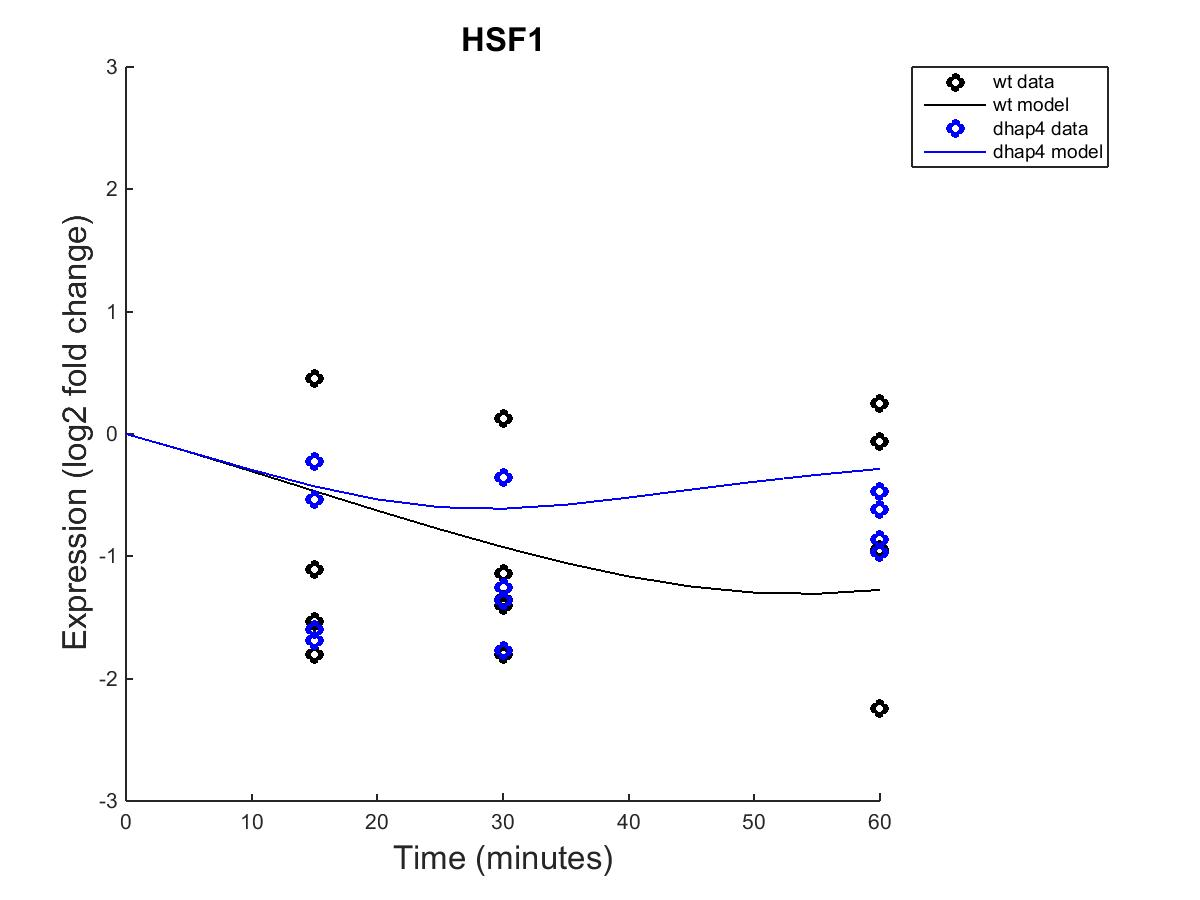 HSF1
wt data
wt model
dhap4 data
dhap4 model
3
2
1
0
-1
-2
-3
Expression (log2 fold change)
0 10 20 30 40 50 60
Time (minutes)